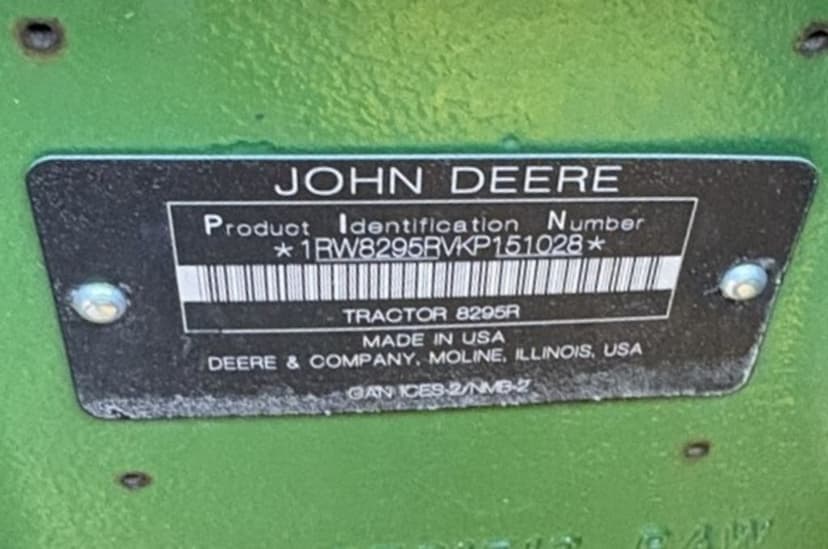 JOHN DEERE
Product Identification Number
*1RW8295RVKP151028*
TRACTOR 8295R
MADE IN USA
DEERE & COMPANY, MOLINE, ILLINOIS, USA
CAN ICES-2/NMB-2